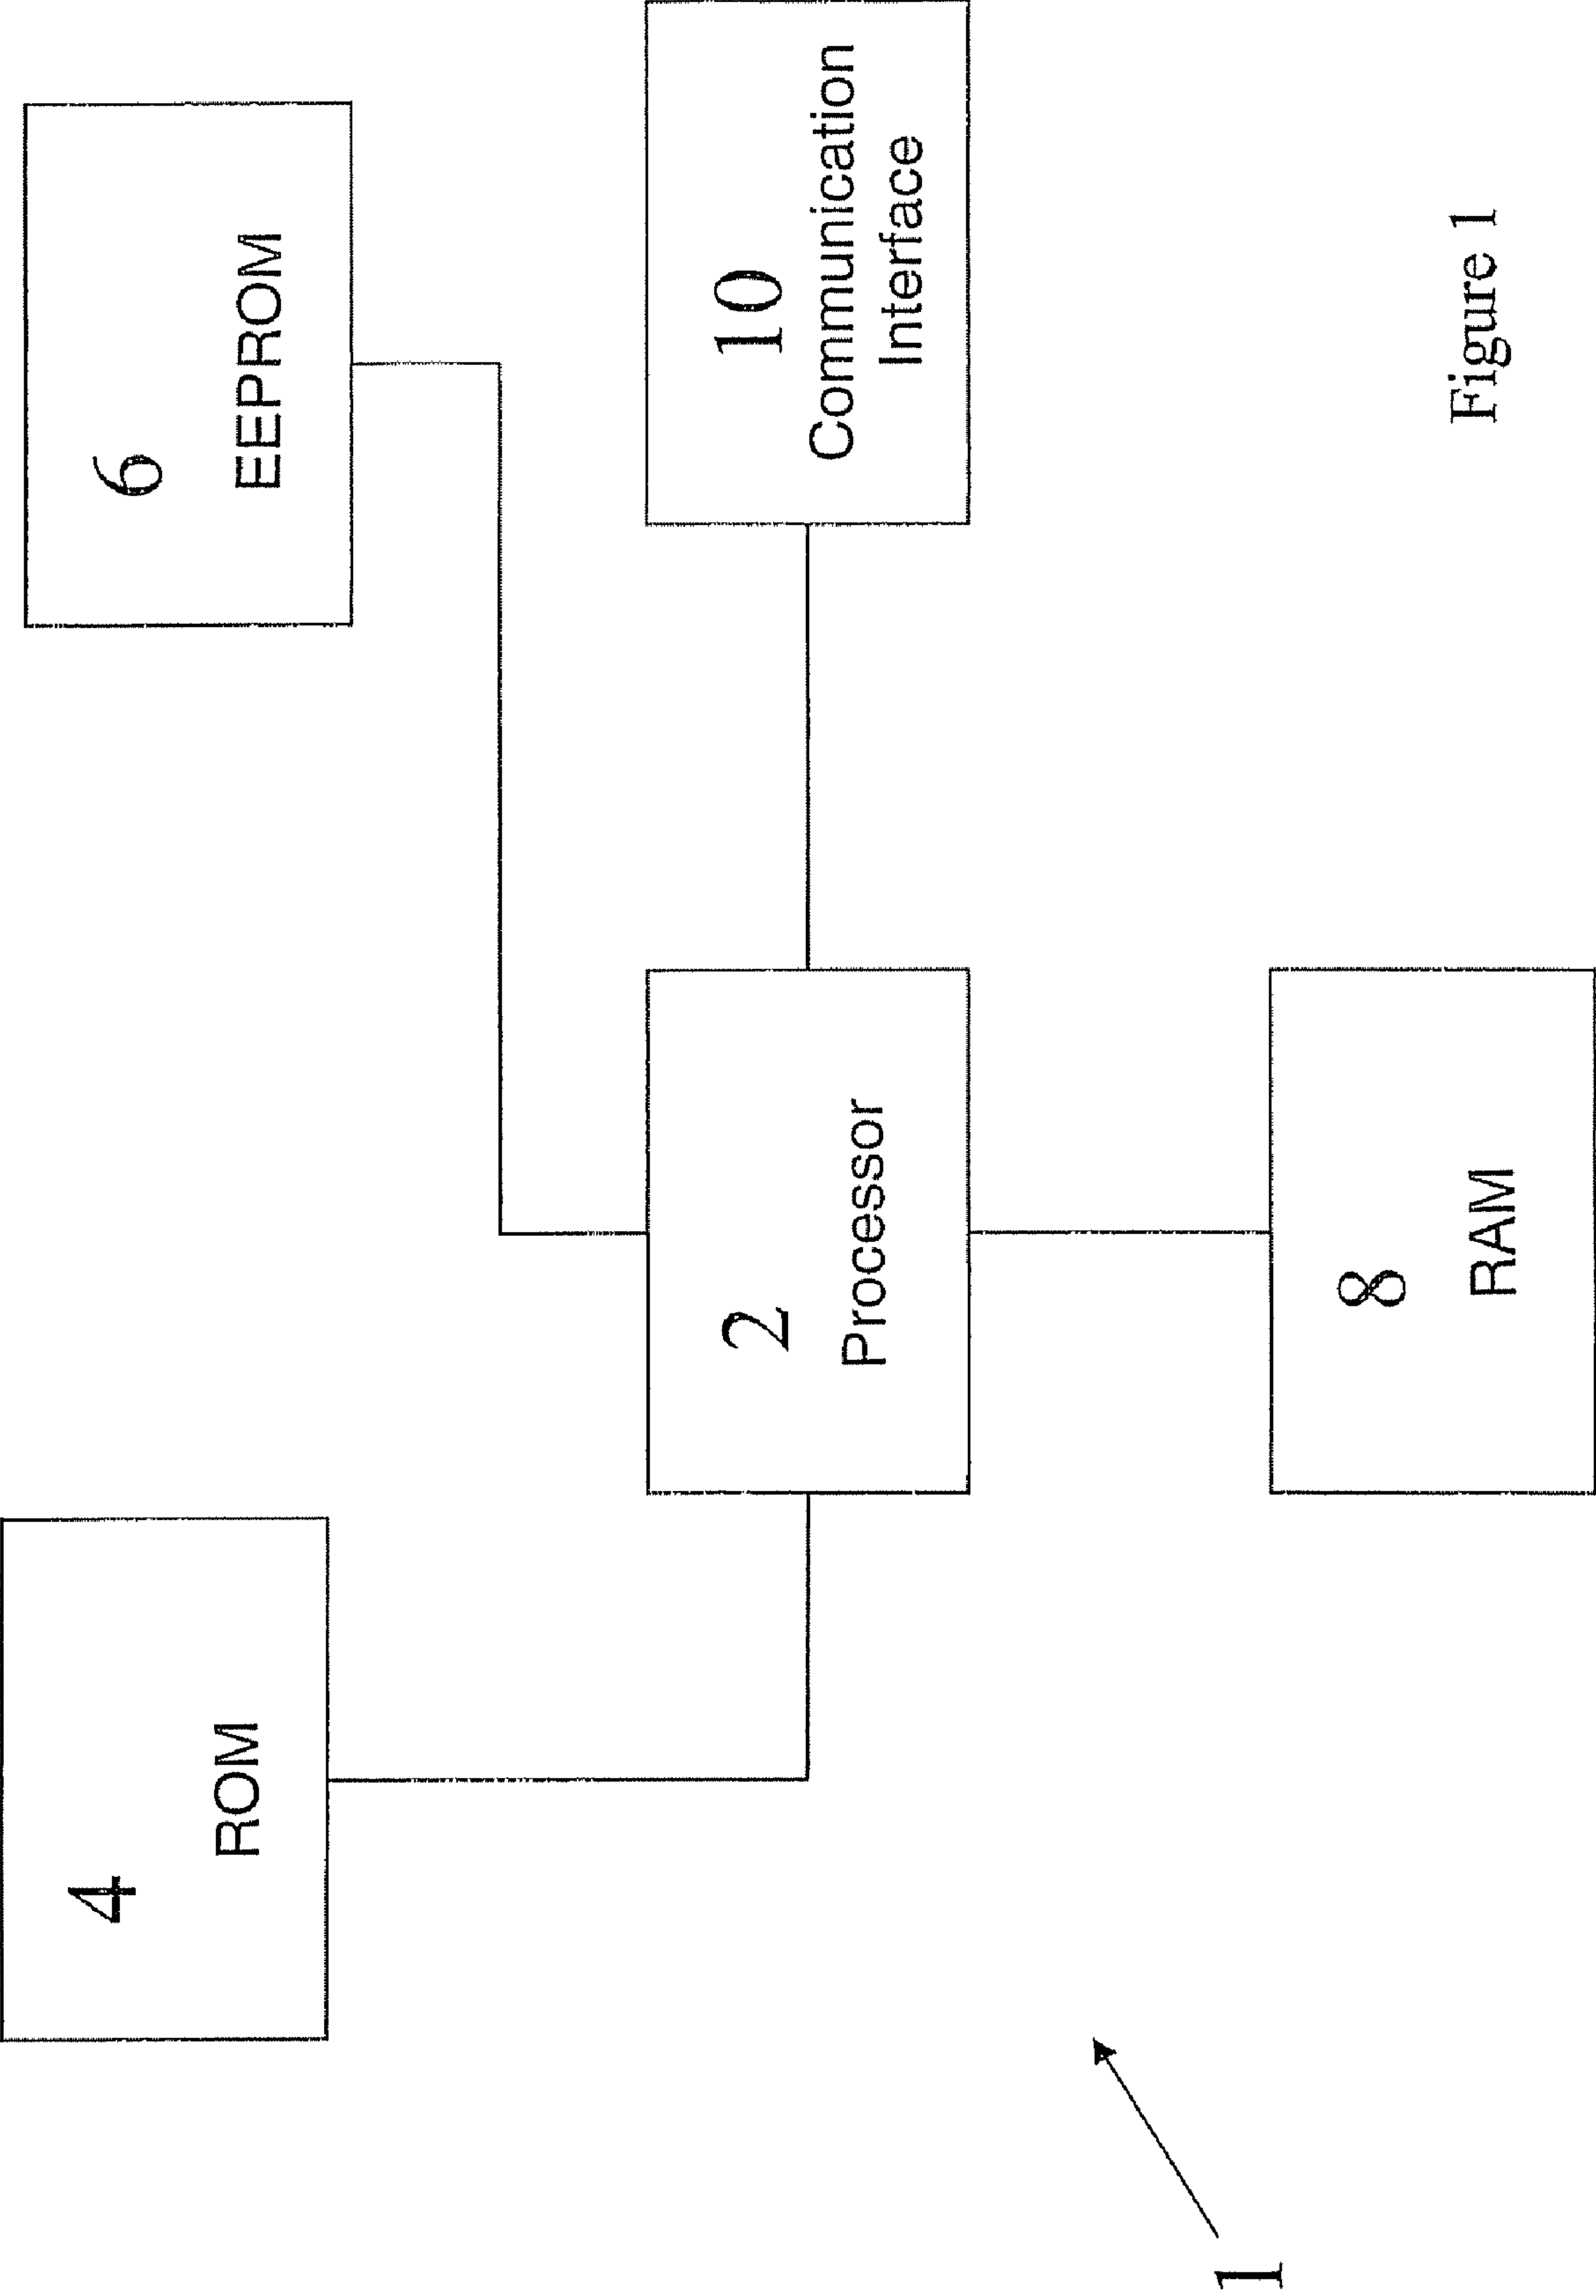 4
ROM
6
EEPROM
2
Processor
10
Communication
Interface
8
RAM
1
Figure 1